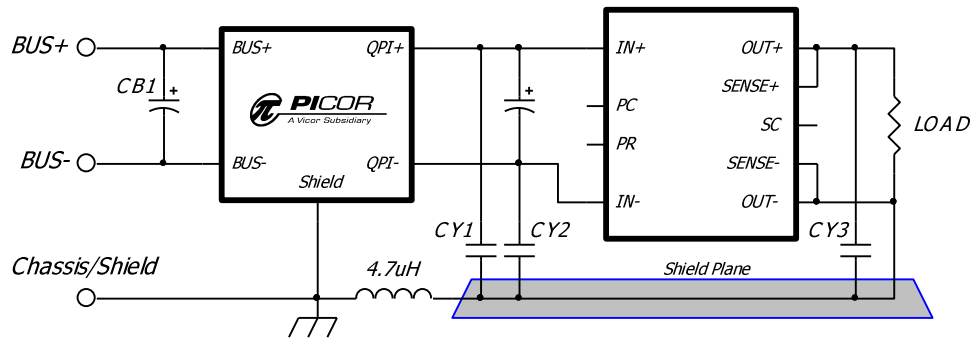 BUS+
BUS-
Chassis/Shield
CB1
+
BUS+
QPI+
PICOR
A Vicor Subsidiary
BUS-
QPI-
Shield
4.7uH
+
CY1
CY2
IN+
OUT+
SENSE+
PC
SC
PR
SENSE-
IN-
OUT-
LOAD
CY3
Shield Plane